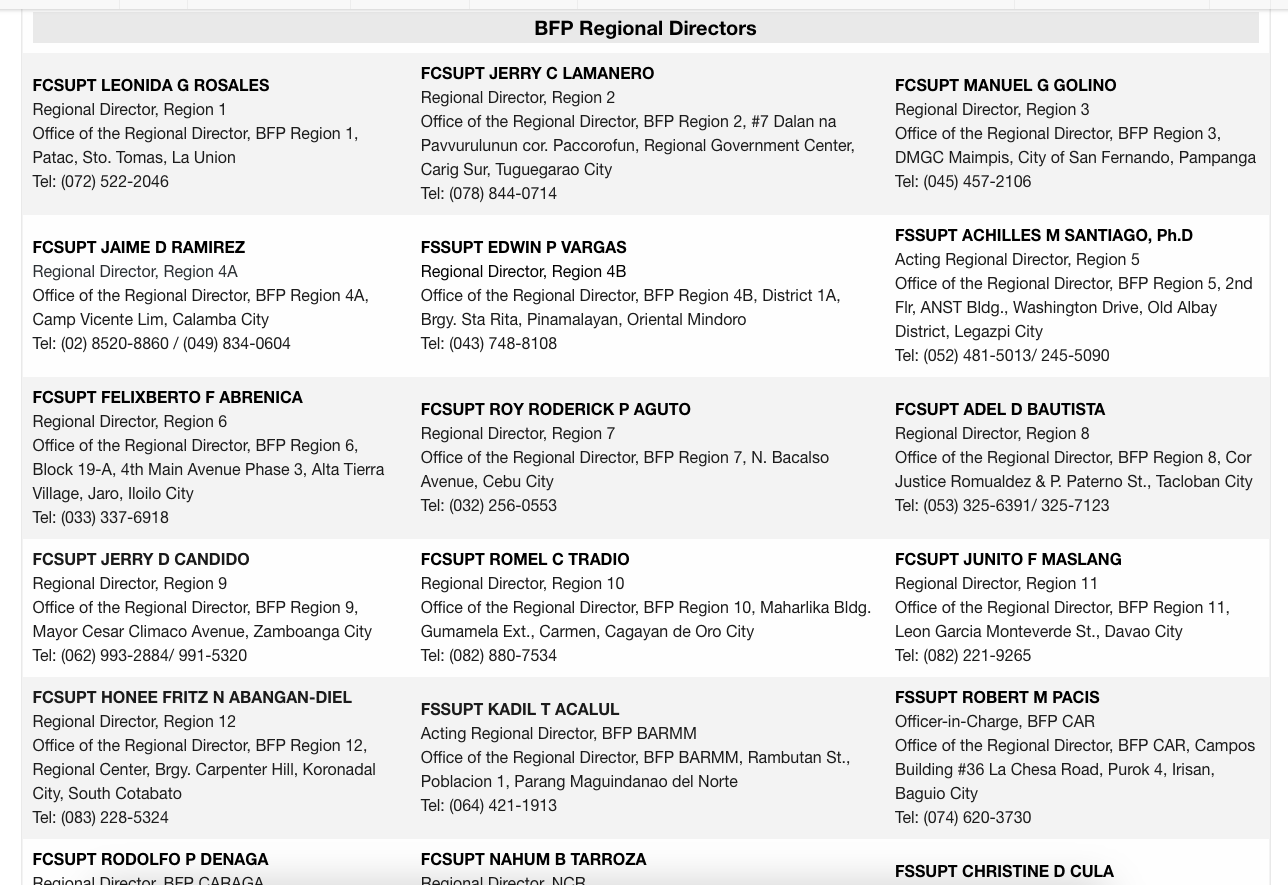 BFP Regional Directors
FCSUPT LEONIDA G ROSALES
Regional Director, Region 1
Office of the Regional Director, BFP Region 1,
Patac, Sto. Tomas, La Union
Tel: (072) 522-2046
FCSUPT JERRY C LAMANERO
Regional Director, Region 2
Office of the Regional Director, BFP Region 2, #7 Dalan na
Pavvurulunun cor. Paccorofun, Regional Government Center,
Carig Sur, Tuguegarao City
Tel: (078) 844-0714
FCSUPT MANUEL G GOLINO
Regional Director, Region 3
Office of the Regional Director, BFP Region 3,
DMGC Maimpis, City of San Fernando, Pampanga
Tel: (045) 457-2106
FCSUPT JAIME D RAMIREZ
Regional Director, Region 4A
Office of the Regional Director, BFP Region 4A,
Camp Vicente Lim, Calamba City
Tel: (02) 8520-8860 / (049) 834-0604
FSSUPT EDWIN P VARGAS
Regional Director, Region 4B
Office of the Regional Director, BFP Region 4B, District 1A,
Brgy. Sta Rita, Pinamalayan, Oriental Mindoro
Tel: (043) 748-8108
FSSUPT ACHILLES M SANTIAGO, Ph.D
Acting Regional Director, Region 5
Office of the Regional Director, BFP Region 5, 2nd
Flr, ANST Bldg., Washington Drive, Old Albay
District, Legazpi City
Tel: (052) 481-5013/ 245-5090
FCSUPT FELIXBERTO F ABRENICA
Regional Director, Region 6
Office of the Regional Director, BFP Region 6,
Block 19-A, 4th Main Avenue Phase 3, Alta Tierra
Village, Jaro, Iloilo City
Tel: (033) 337-6918
FCSUPT ROY RODERICK P AGUTO
Regional Director, Region 7
Office of the Regional Director, BFP Region 7, N. Bacalso
Avenue, Cebu City
Tel: (032) 256-0553
FCSUPT ADEL D BAUTISTA
Regional Director, Region 8
Office of the Regional Director, BFP Region 8, Cor
Justice Romualdez & P. Paterno St., Tacloban City
Tel: (053) 325-6391/ 325-7123
FCSUPT JERRY D CANDIDO
Regional Director, Region 9
Office of the Regional Director, BFP Region 9,
Mayor Cesar Climaco Avenue, Zamboanga City
Tel: (062) 993-2884/ 991-5320
FCSUPT ROMEL C TRADIO
Regional Director, Region 10
Office of the Regional Director, BFP Region 10, Maharlika Bldg.
Gumamela Ext., Carmen, Cagayan de Oro City
Tel: (082) 880-7534
FCSUPT JUNITO F MASLANG
Regional Director, Region 11
Office of the Regional Director, BFP Region 11,
Leon Garcia Monteverde St., Davao City
Tel: (082) 221-9265
FCSUPT HONEE FRITZ N ABANGAN-DIEL
Regional Director, Region 12
Office of the Regional Director, BFP Region 12,
Regional Center, Brgy. Carpenter Hill, Koronadal
City, South Cotabato
Tel: (083) 228-5324
FSSUPT KADIL T ACALUL
Acting Regional Director, BFP BARMM
Office of the Regional Director, BFP BARMM, Rambutan St.,
Poblacion 1, Parang Maguindanao del Norte
Tel: (064) 421-1913
FSSUPT ROBERT M PACIS
Officer-in-Charge, BFP CAR
Office of the Regional Director, BFP CAR, Campos
Building #36 La Chesa Road, Purok 4, Irisan,
Baguio City
Tel: (074) 620-3730
FCSUPT RODOLFO P DENAGA
Regional Director, BFP CARAGA
FCSUPT NAHUM B TARROZA
Regional Director, NCR
FSSUPT CHRISTINE D CULA